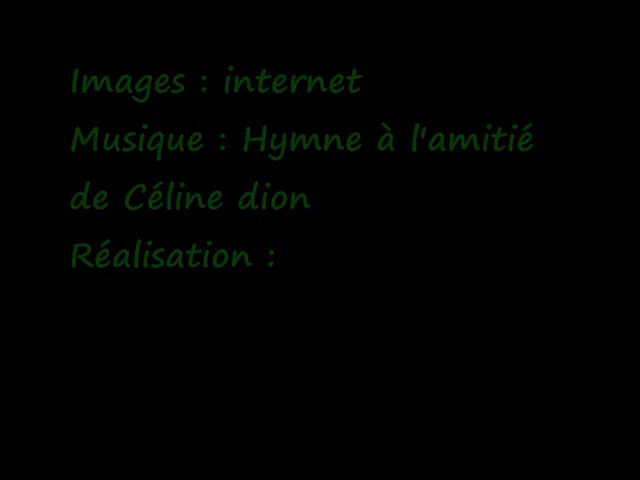 Images : internet
Musique : Hymne à l'amitié
de Céline dion
Réalisation :